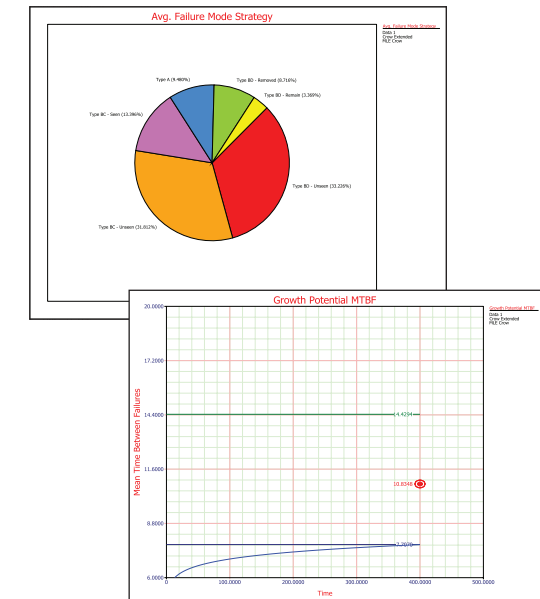 Avg. Failure Mode Strategy
Avg. Failure Mode Strategy
Data 1
Crow Extended
MLE Crow
Type A (9.480%)
Type BD - Removed (8.716%)
Type BD - Remain (3.369%)
Type BC - Seen (13.396%)
Type BD - Unseen (33.226%)
Type BC - Unseen (31.812%)
Growth Potential MTBF
Growth Potential MTBF
Data 1
Crow Extended
MLE Crow
Mean Time Between Failures
20.0000
17.2000
14.4000
11.6000
8.8000
6.0000
14.4294
10.8346
0
100.0000
200.0000
300.0000
400.0000
500.0000
Time